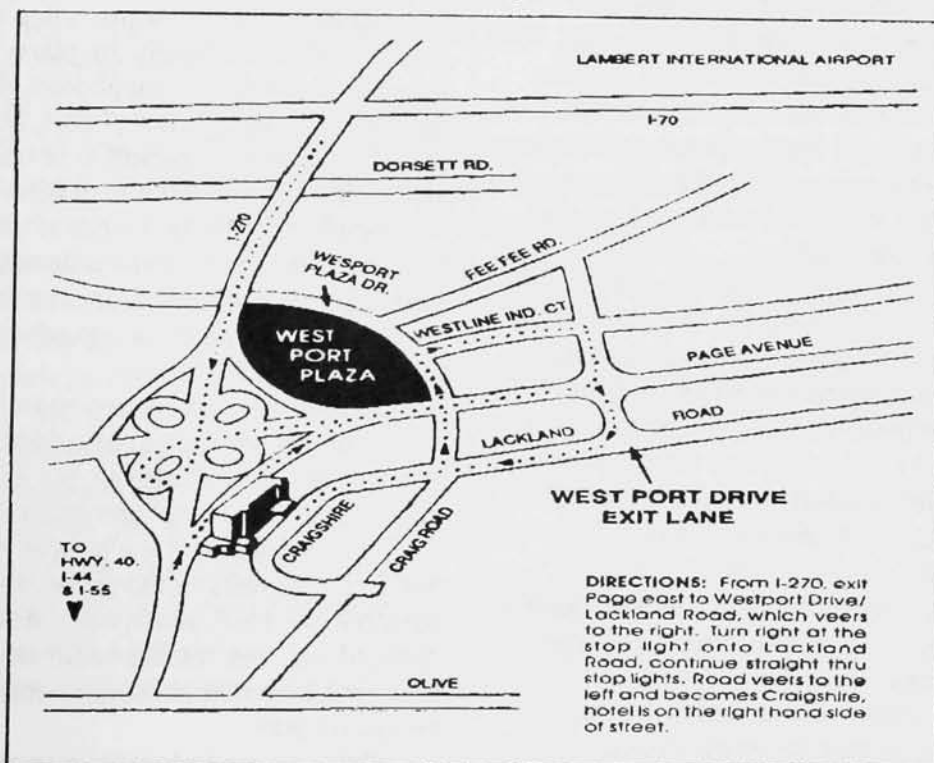 LAMBERT INTERNATIONAL AIRPORT
I-70
DORSETT RD.
I-270
WESPORT
PLAZA DR.
FEE FEE RD.
WESTLINE IND. CT
WEST
PORT
PLAZA
PAGE AVENUE
ROAD
LACKLAND
WEST PORT DRIVE
EXIT LANE
CRAIGSHIRE
CRAIG ROAD
TO
HWY. 40.
I-44
& I-55
DIRECTIONS: From I-270, exit
Page east to Westport Drive/
Lackland Road, which veers
to the right. Turn right at the
stop light onto Lackland
Road, continue straight thru
stop lights. Road veers to the
left and becomes Craigshire,
hotel is on the right hand side
of street.
OLIVE